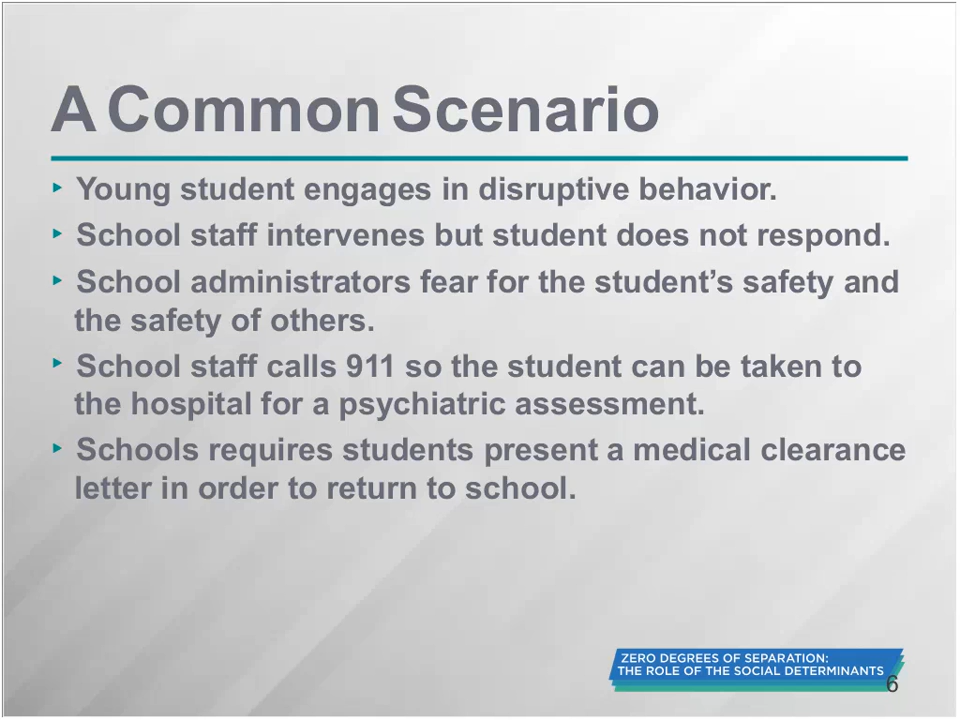 A Common Scenario
‣ Young student engages in disruptive behavior.
‣ School staff intervenes but student does not respond.
‣ School administrators fear for the student’s safety and
the safety of others.
‣ School staff calls 911 so the student can be taken to
the hospital for a psychiatric assessment.
‣ Schools requires students present a medical clearance
letter in order to return to school.
ZERO DEGREES OF SEPARATION:
THE ROLE OF THE SOCIAL DETERMINANTS
6